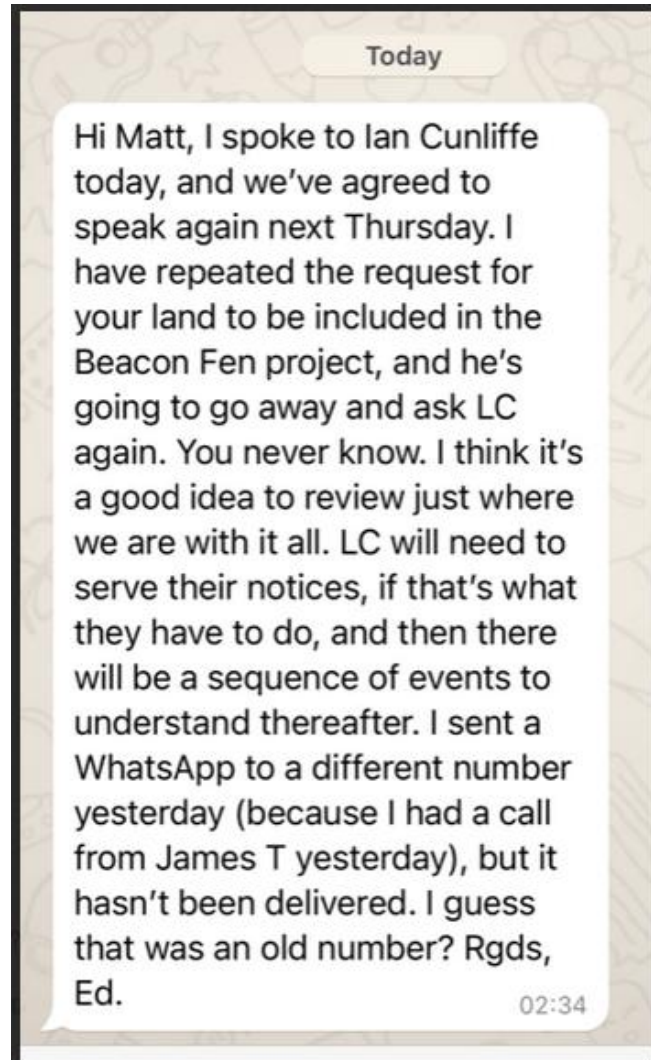 Today
Hi Matt, I spoke to Ian Cunliffe
today, and we’ve agreed to
speak again next Thursday. I
have repeated the request for
your land to be included in the
Beacon Fen project, and he’s
going to go away and ask LC
again. You never know. I think it’s
a good idea to review just where
we are with it all. LC will need to
serve their notices, if that’s what
they have to do, and then there
will be a sequence of events to
understand thereafter. I sent a
WhatsApp to a different number
yesterday (because I had a call
from James T yesterday), but it
hasn’t been delivered. I guess
that was an old number? Rgds,
Ed.
02:34